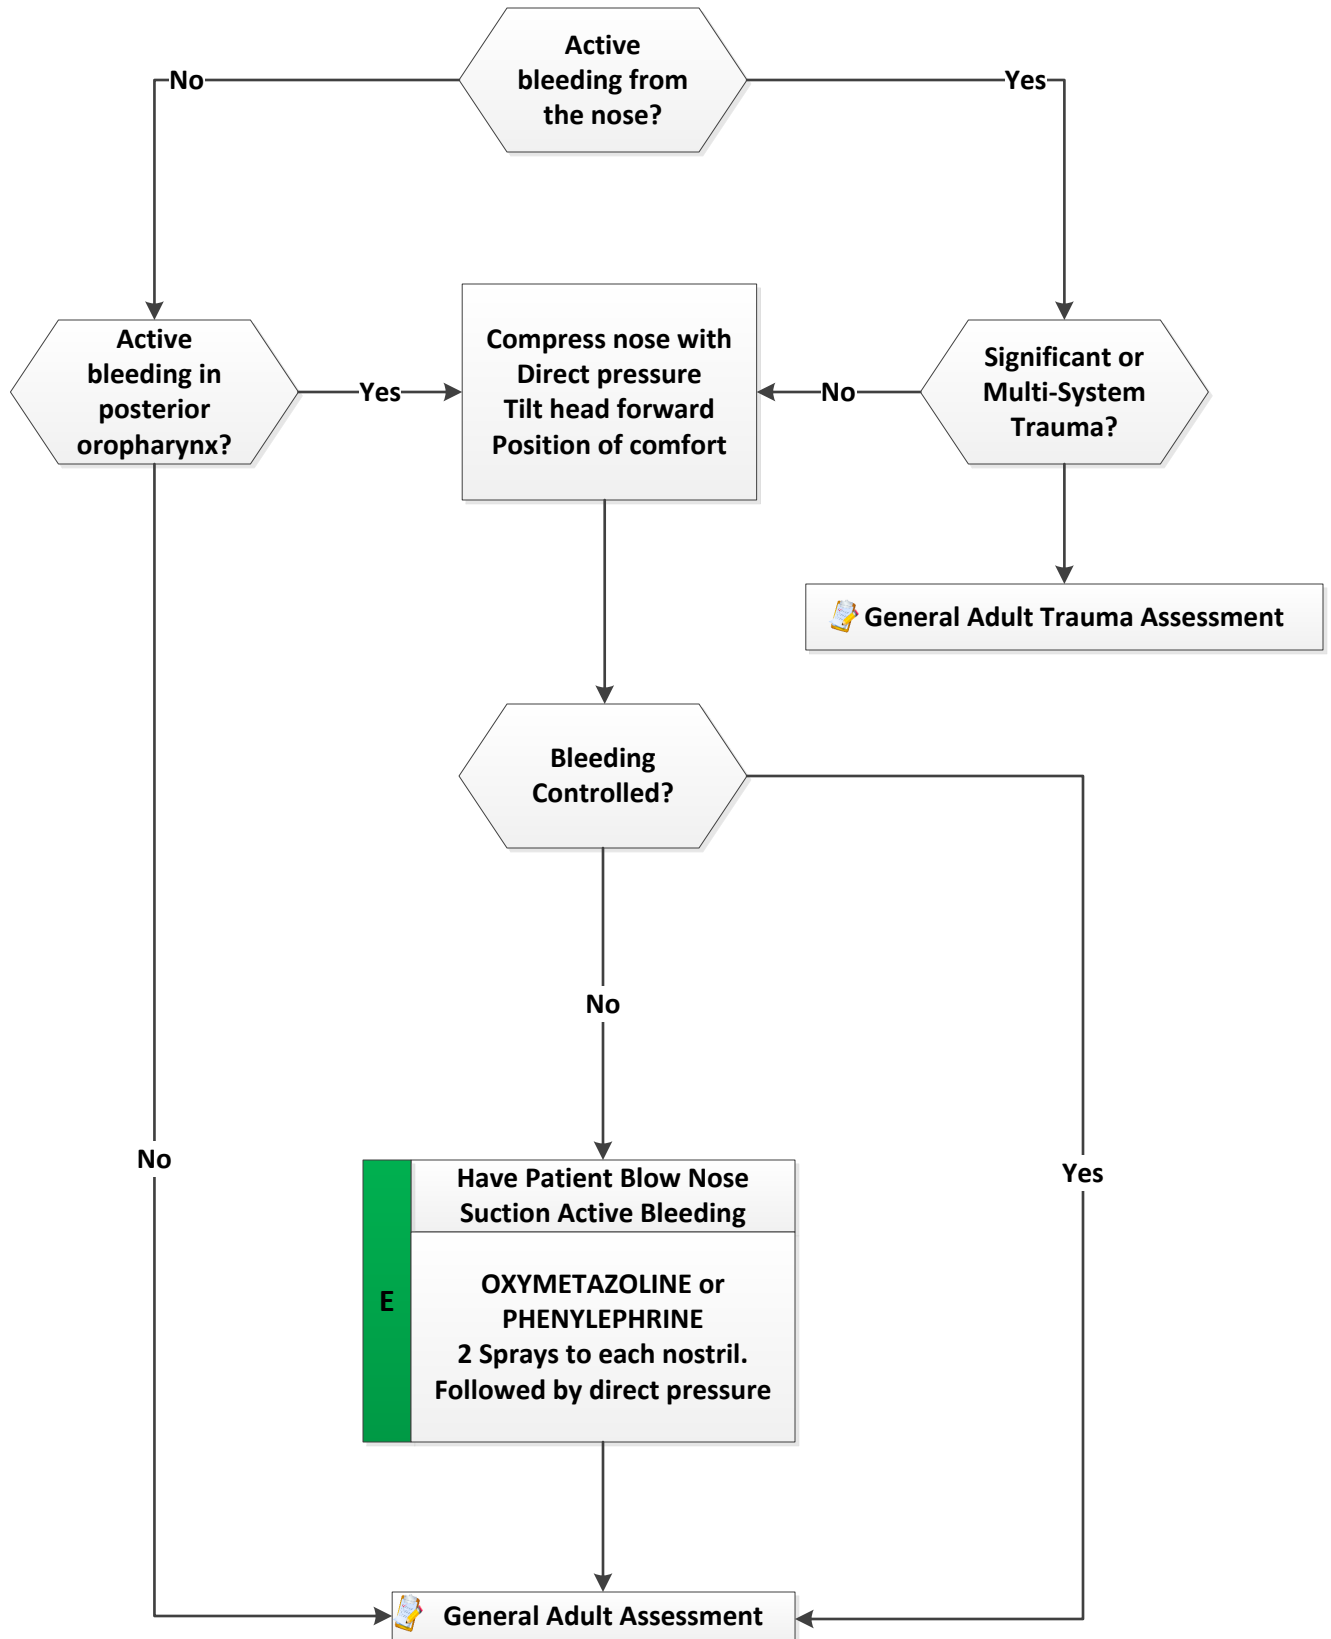 Active
bleeding from
the nose?
No
Yes
Active
bleeding in
posterior
oropharynx?
Yes
Compress nose with
Direct pressure
Tilt head forward
Position of comfort
No
Significant or
Multi-System
Trauma?
General Adult Trauma Assessment
Bleeding
Controlled?
No
No
Yes
E
Have Patient Blow Nose
Suction Active Bleeding
OXYMETAZOLINE or
PHENYLEPHRINE
2 Sprays to each nostril.
Followed by direct pressure
General Adult Assessment